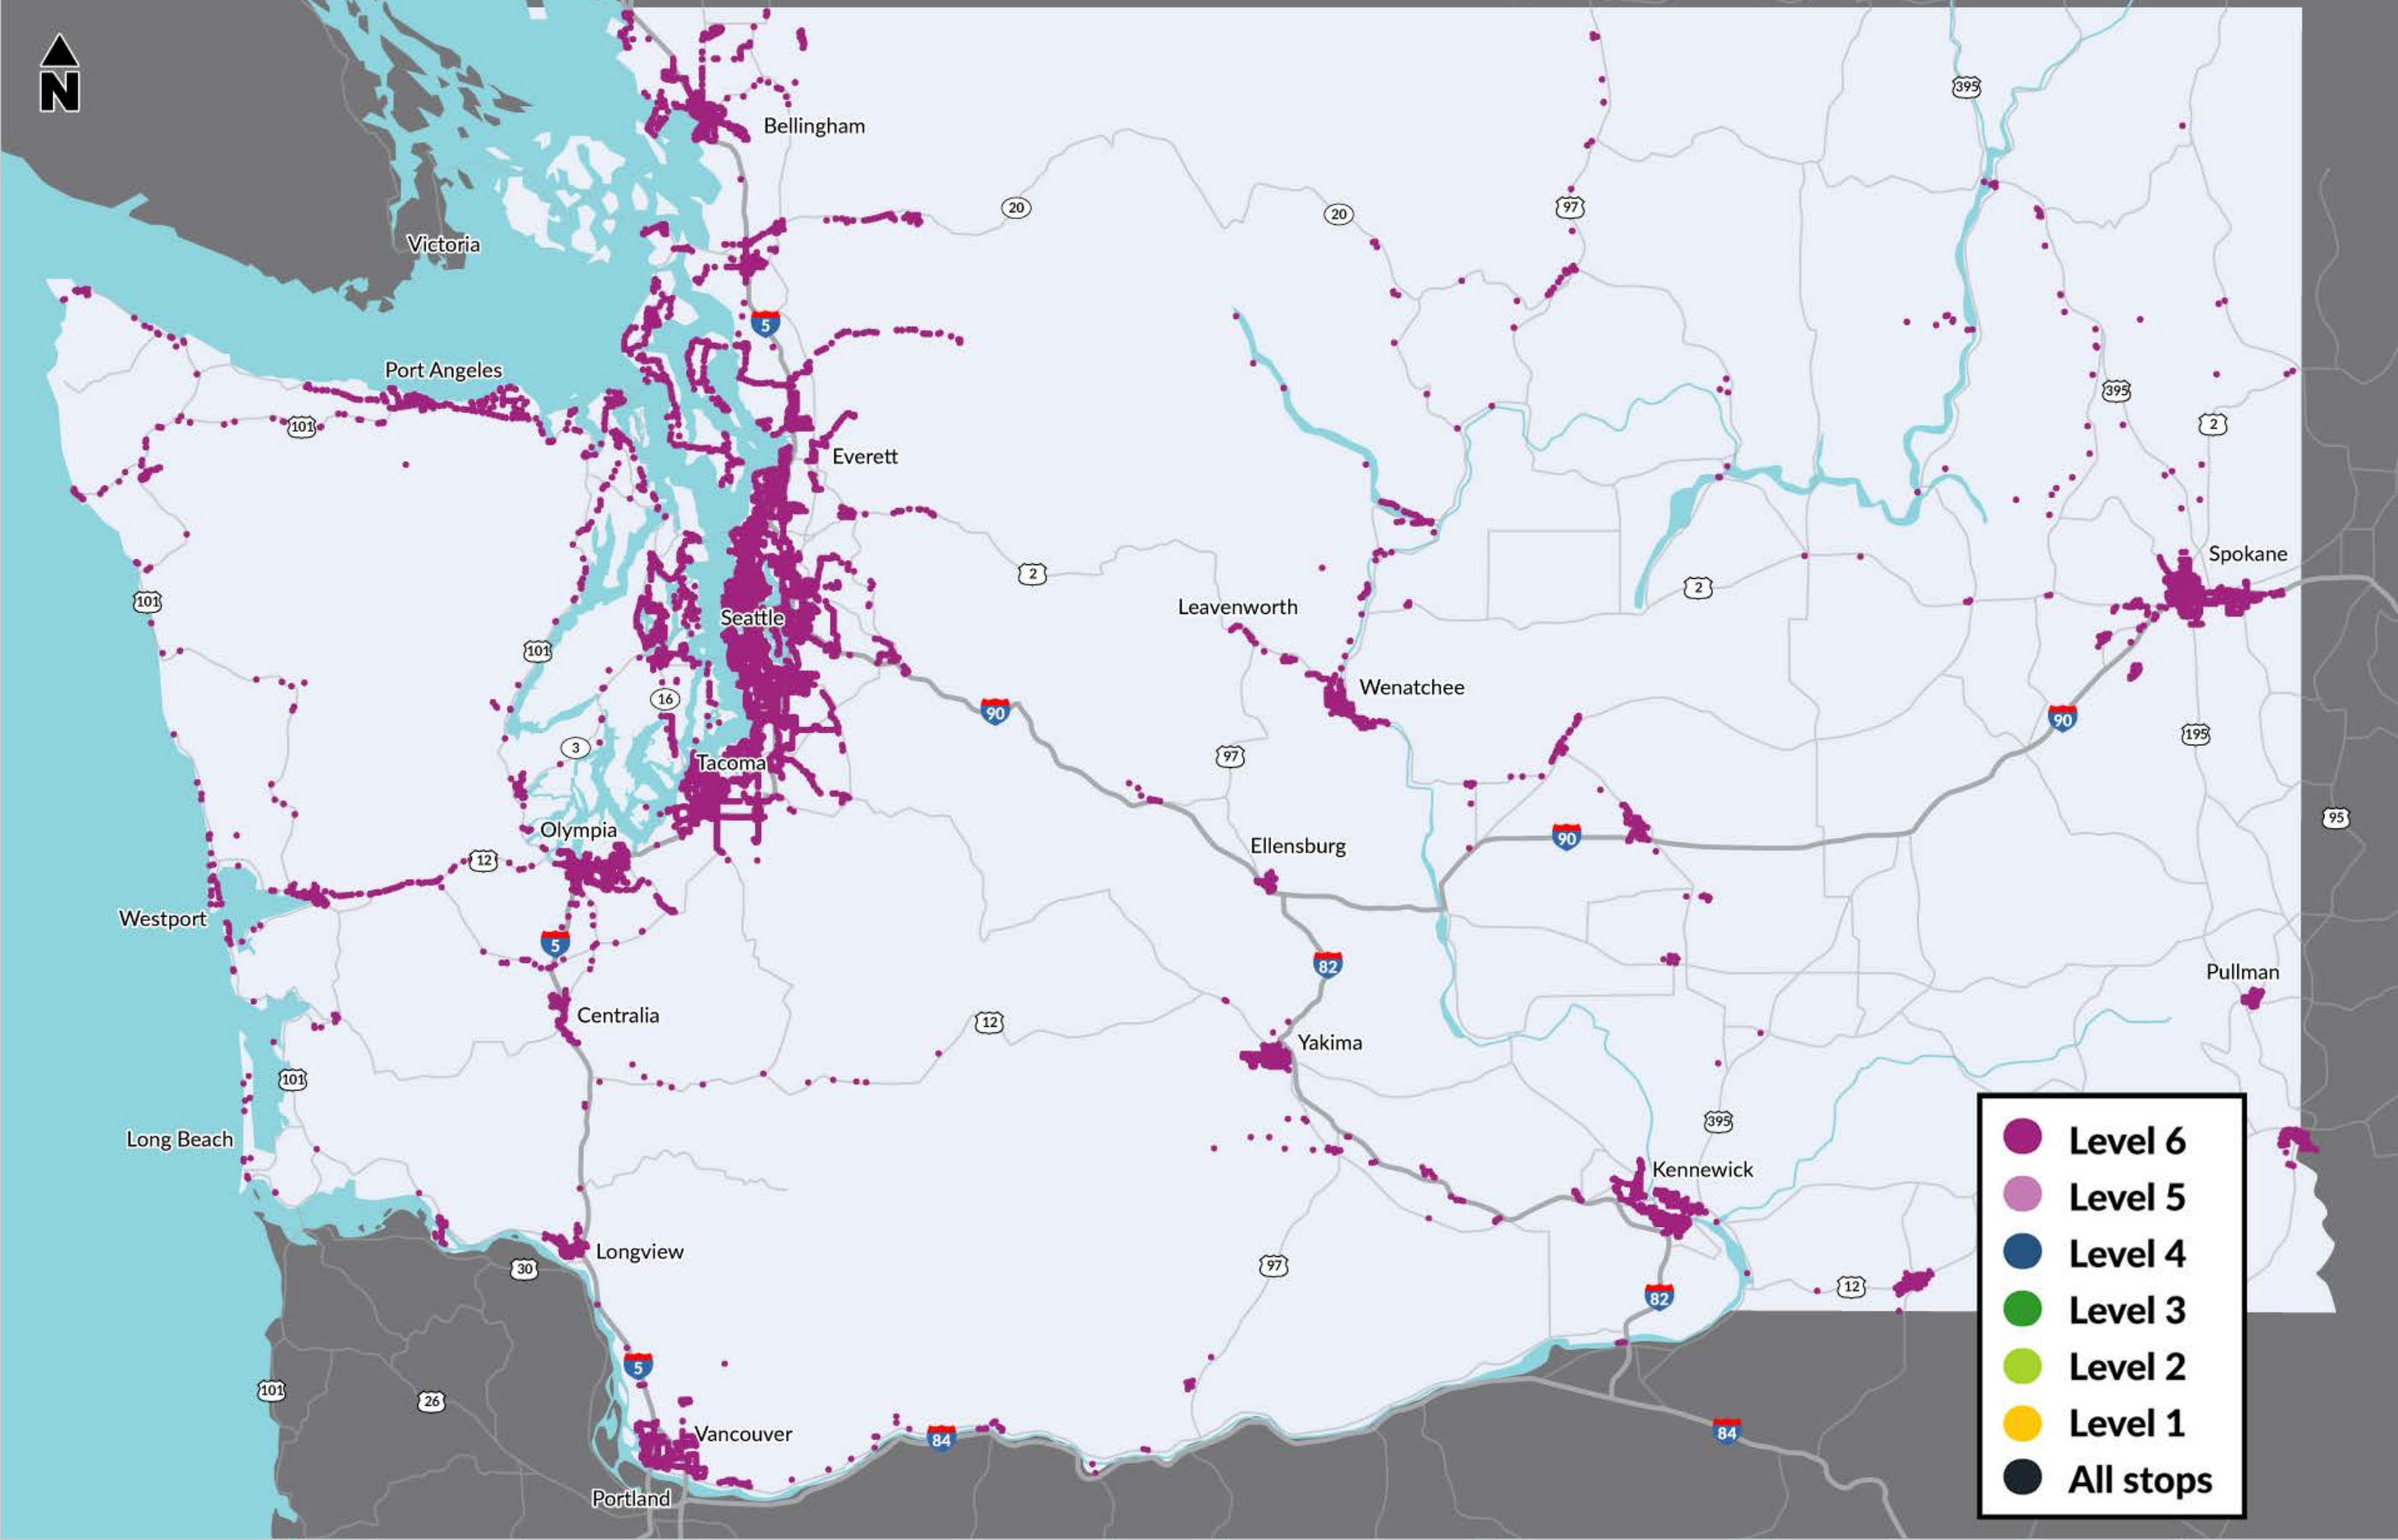 N
395
Bellingham
20
20
97
Victoria
5
Port Angeles
395
101
2
Everett
Spokane
2
2
101
Leavenworth
Seattle
101
Wenatchee
16
90
90
195
3
97
Tacoma
95
Olympia
90
Ellensburg
12
Westport
5
82
Pullman
Centralia
12
Yakima
101
395
Long Beach
Kennewick
Longview
30
97
12
82
5
101
26
Vancouver
84
84
Portland
Level 6
Level 5
Level 4
Level 3
Level 2
Level 1
All stops